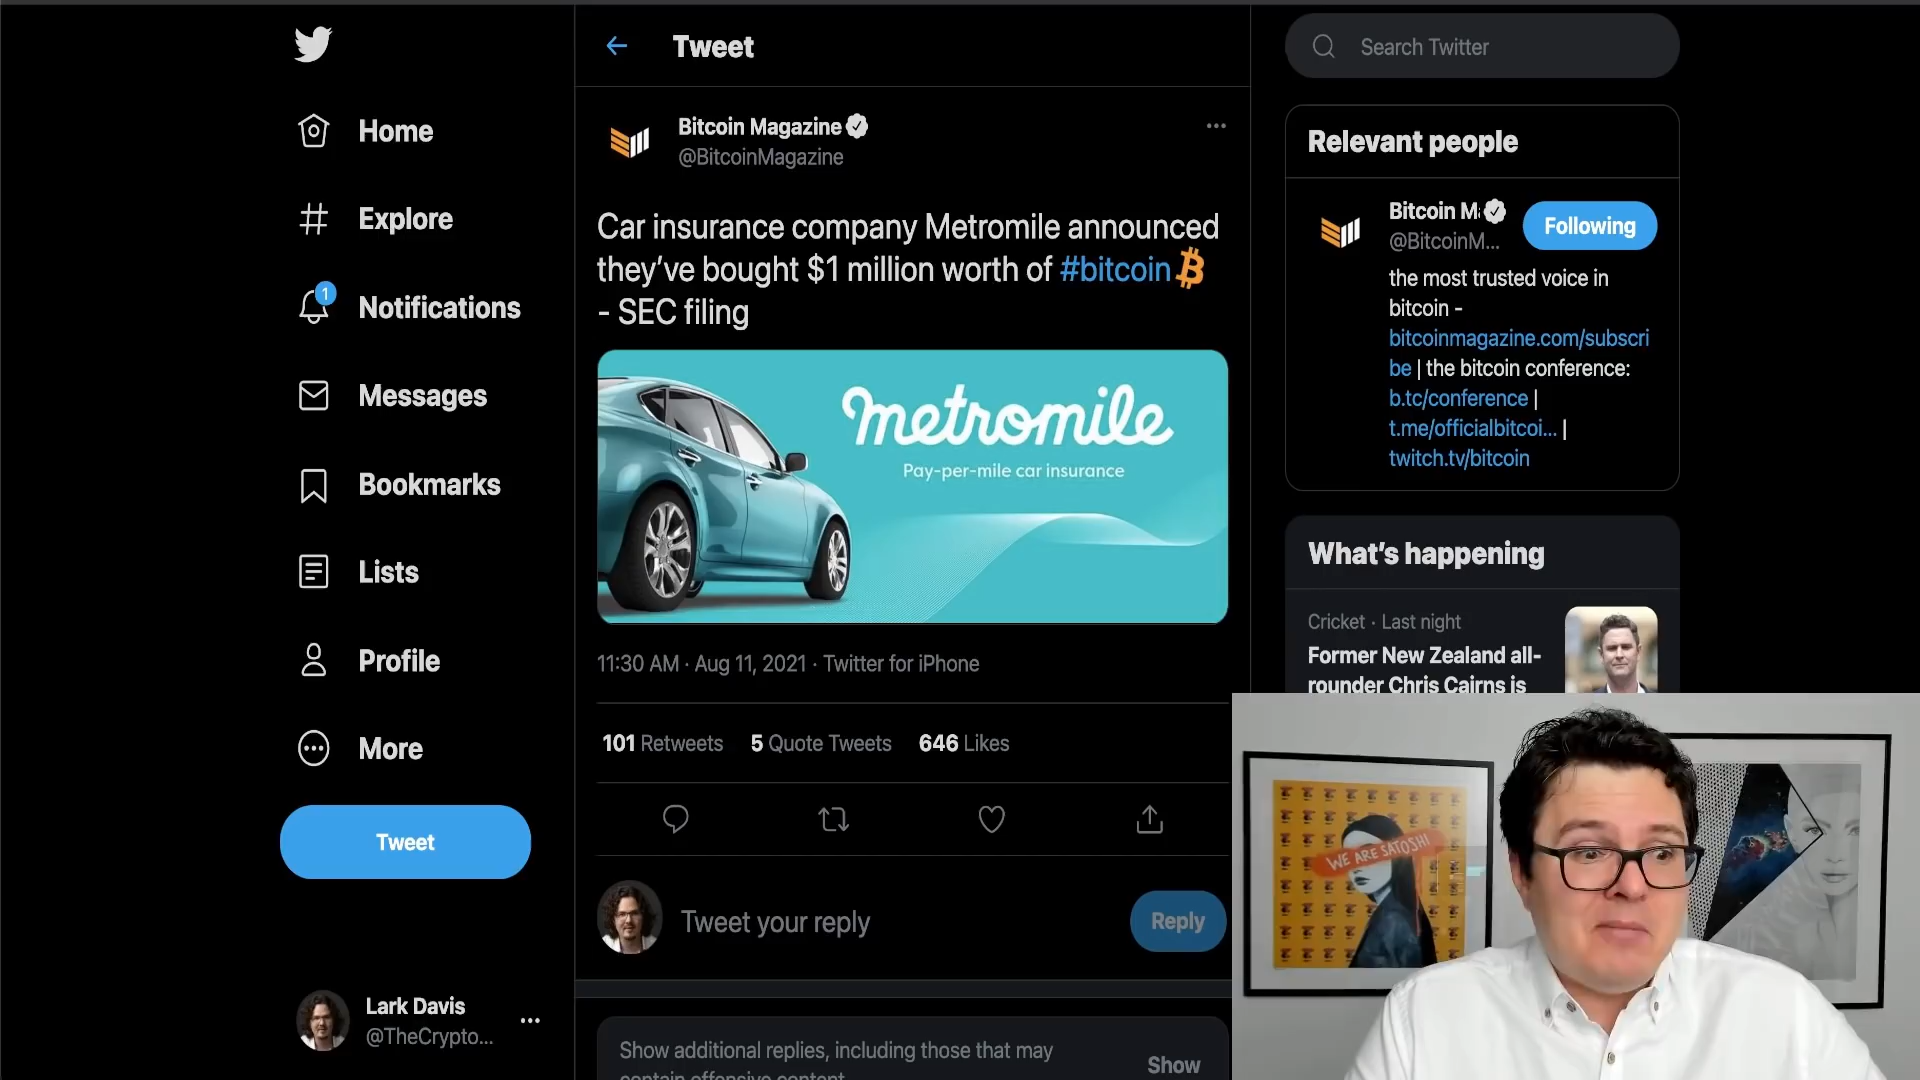 Home
Explore
1
Notifications
Messages
Bookmarks
Lists
Profile
More
Tweet
Lark Davis
@TheCrypto...
Tweet
Bitcoin Magazine
@BitcoinMagazine
Car insurance company Metromile announced
they've bought $1 million worth of #bitcoin
- SEC filing
metromile
Pay-per-mile car insurance
11:30 AM · Aug 11, 2021 · Twitter for iPhone
101 Retweets 5 Quote Tweets 646 Likes
Tweet your reply
Reply
Show additional replies, including those that may
contain offensive content
Show
Search Twitter
Relevant people
Bitcoin M
@BitcoinM...
Following
the most trusted voice in
bitcoin -
bitcoinmagazine.com/subscri
be | the bitcoin conference:
b.tc/conference |
t.me/officialbitcoi... |
twitch.tv/bitcoin
What's happening
Cricket · Last night
Former New Zealand all-
rounder Chris Cairns is
WE ARE SATOSHI